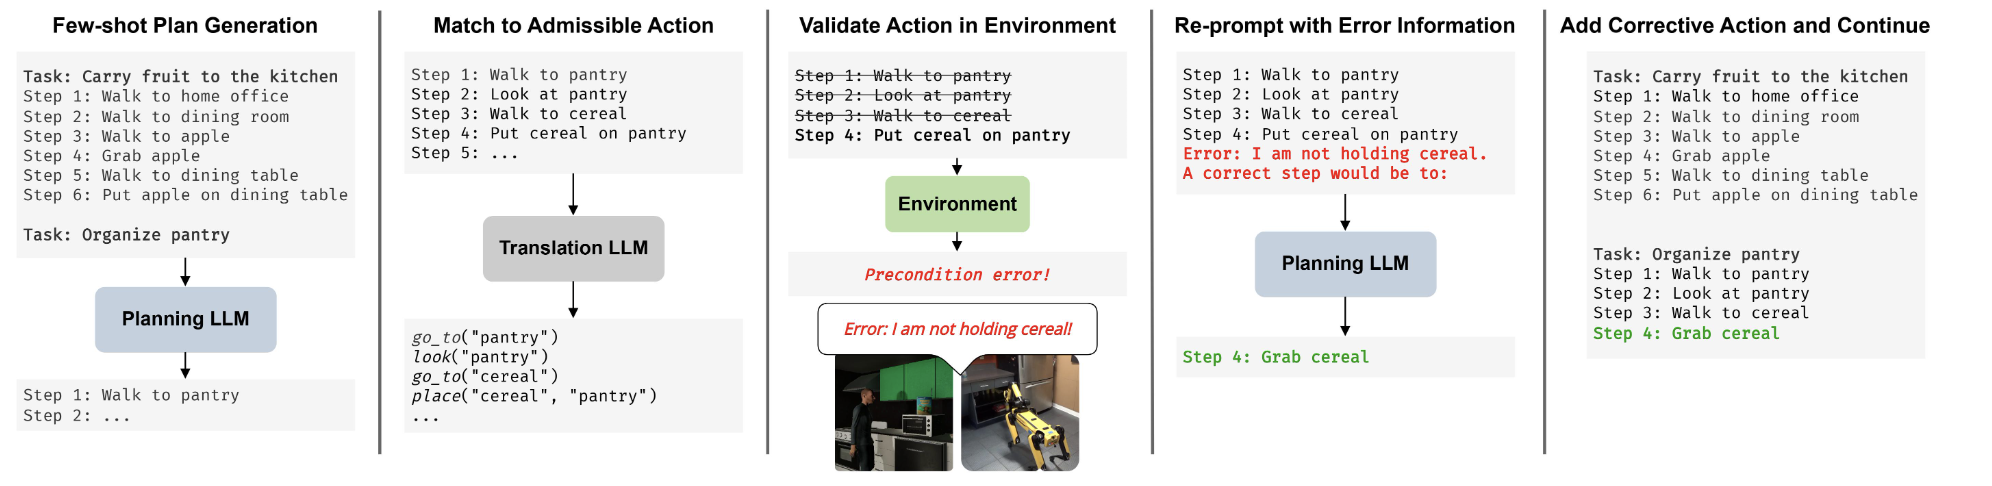 Few-shot Plan Generation
Task: Carry fruit to the kitchen
Step 1: Walk to home office
Step 2: Walk to dining room
Step 3: Walk to apple
Step 4: Grab apple
Step 5: Walk to dining table
Step 6: Put apple on dining table
Task: Organize pantry
Planning LLM
Step 1: Walk to pantry
Step 2: ...
Match to Admissible Action
Step 1: Walk to pantry
Step 2: Look at pantry
Step 3: Walk to cereal
Step 4: Put cereal on pantry
Step 5: ...
Translation LLM
go_to("pantry")
look("pantry")
go_to("cereal")
place("cereal", "pantry")
...
Validate Action in Environment
Step 1: Walk to pantry
Step 2: Look at pantry
Step 3: Walk to cereal
Step 4: Put cereal on pantry
Environment
Precondition error!
Error: I am not holding cereal!
Re-prompt with Error Information
Step 1: Walk to pantry
Step 2: Look at pantry
Step 3: Walk to cereal
Step 4: Put cereal on pantry
Error: I am not holding cereal.
A correct step would be to:
Planning LLM
Step 4: Grab cereal
Add Corrective Action and Continue
Task: Carry fruit to the kitchen
Step 1: Walk to home office
Step 2: Walk to dining room
Step 3: Walk to apple
Step 4: Grab apple
Step 5: Walk to dining table
Step 6: Put apple on dining table
Task: Organize pantry
Step 1: Walk to pantry
Step 2: Look at pantry
Step 3: Walk to cereal
Step 4: Grab cereal